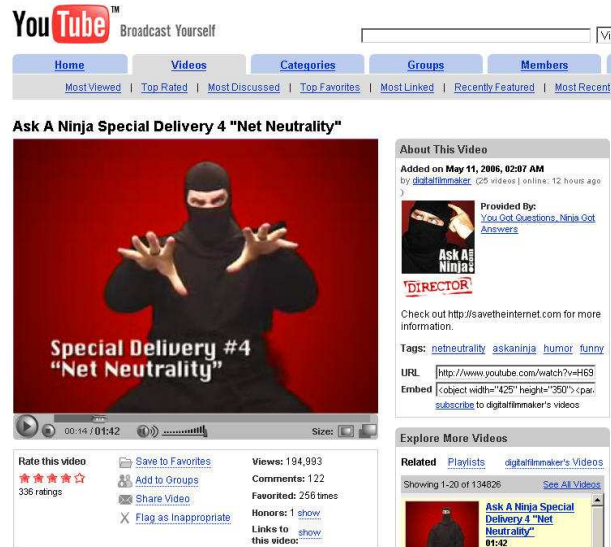 You Tube™ Broadcast Yourself
Home Videos Categories Groups Members
Most Viewed | Top Rated | Most Discussed | Top Favorites | Most Linked | Recently Featured | Most Recent
Ask A Ninja Special Delivery 4 "Net Neutrality"
Special Delivery #4
"Net Neutrality"
00:14 / 01:42
Size:
Rate this video
336 ratings
Save to Favorites
Add to Groups
Share Video
Flag as Inappropriate
Views: 194,993
Comments: 122
Favorited: 256 times
Honors: 1 show
Links to
this video: show
About This Video
Added on May 11, 2006, 02:07 AM
by digitalfilmmaker (25 videos | online: 12 hours ago
)
Provided By:
You Got Questions, Ninja Got
Answers
Ask A
Ninja.com
DIRECTOR
Check out http://savetheinternet.com for more
information.
Tags: netneutrality askaninja humor funny
URL http://www.youtube.com/watch?v=H69
Embed <object width="425" height="350"><par
subscribe to digitalfilmmaker's videos
Explore More Videos
Related Playlists digitalfilmmaker's Videos
Showing 1-20 of 134826 See All Videos
Ask A Ninja Special
Delivery 4 "Net
Neutrality"
01:42